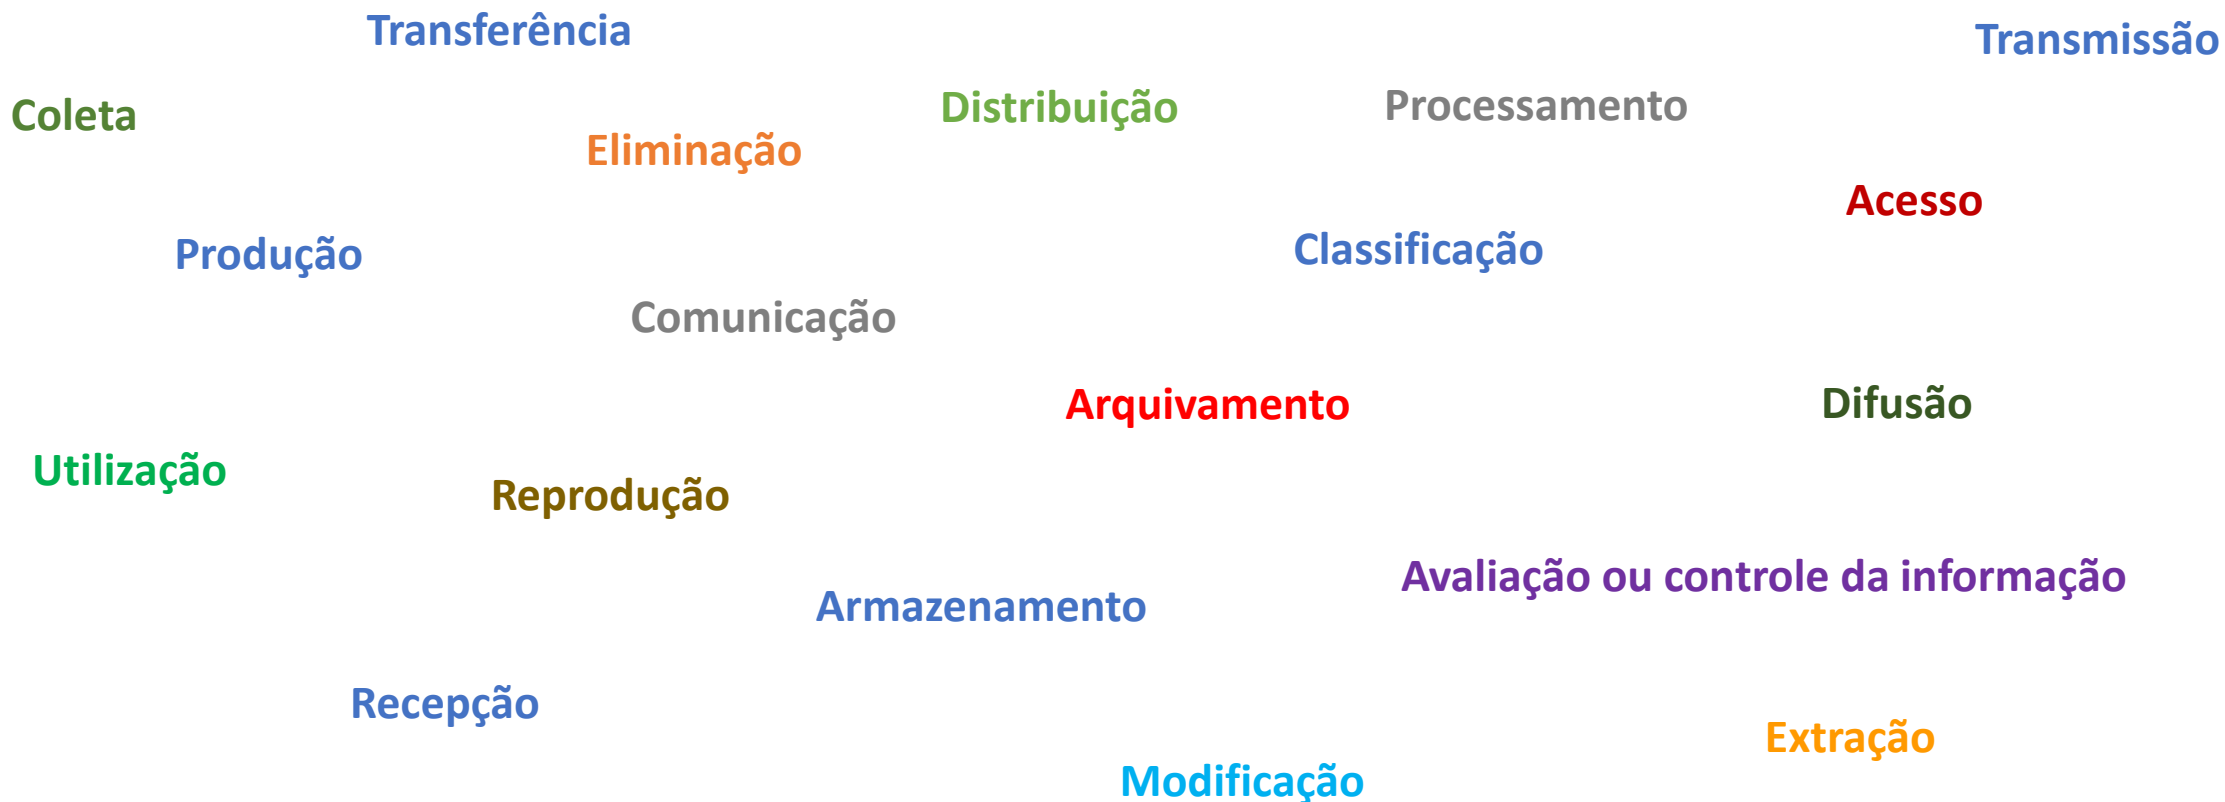 Transferência
Transmissão
Coleta
Distribuição
Processamento
Eliminação
Acesso
Produção
Classificação
Comunicação
Arquivamento
Difusão
Utilização
Reprodução
Avaliação ou controle da informação
Armazenamento
Recepção
Extração
Modificação